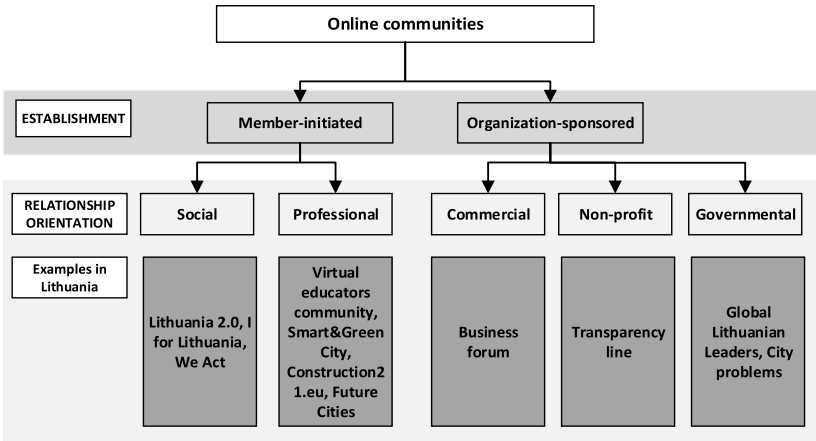 Online communities
ESTABLISHMENT
Member-initiated
Organization-sponsored
RELATIONSHIP
ORIENTATION
Social
Professional
Commercial
Non-profit
Governmental
Examples in
Lithuania
Lithuania 2.0, I
for Lithuania,
We Act
Virtual
educators
community,
Smart&Green
City,
Construction2
1.eu, Future
Cities
Business
forum
Transparency
line
Global
Lithuanian
Leaders, City
problems